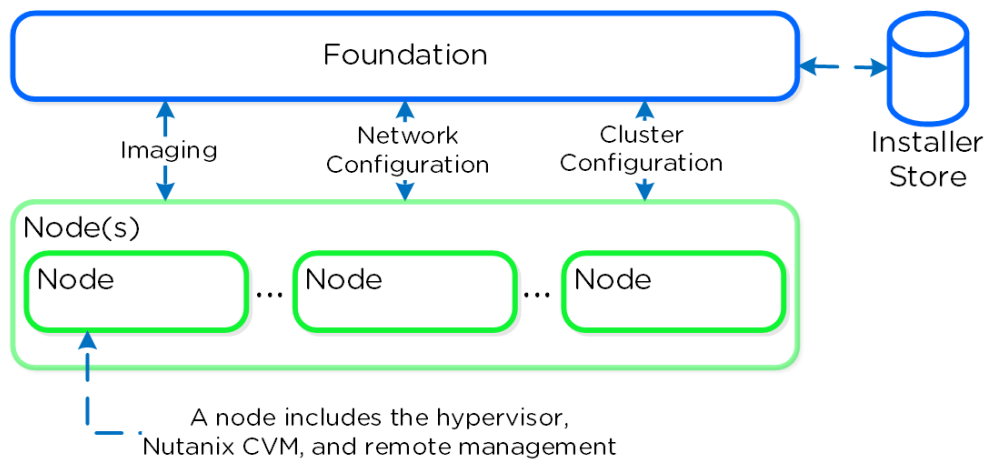 Foundation
Imaging
Network
Configuration
Cluster
Configuration
Installer
Store
Node(s)
Node
...
Node
...
Node
A node includes the hypervisor,
Nutanix CVM, and remote management